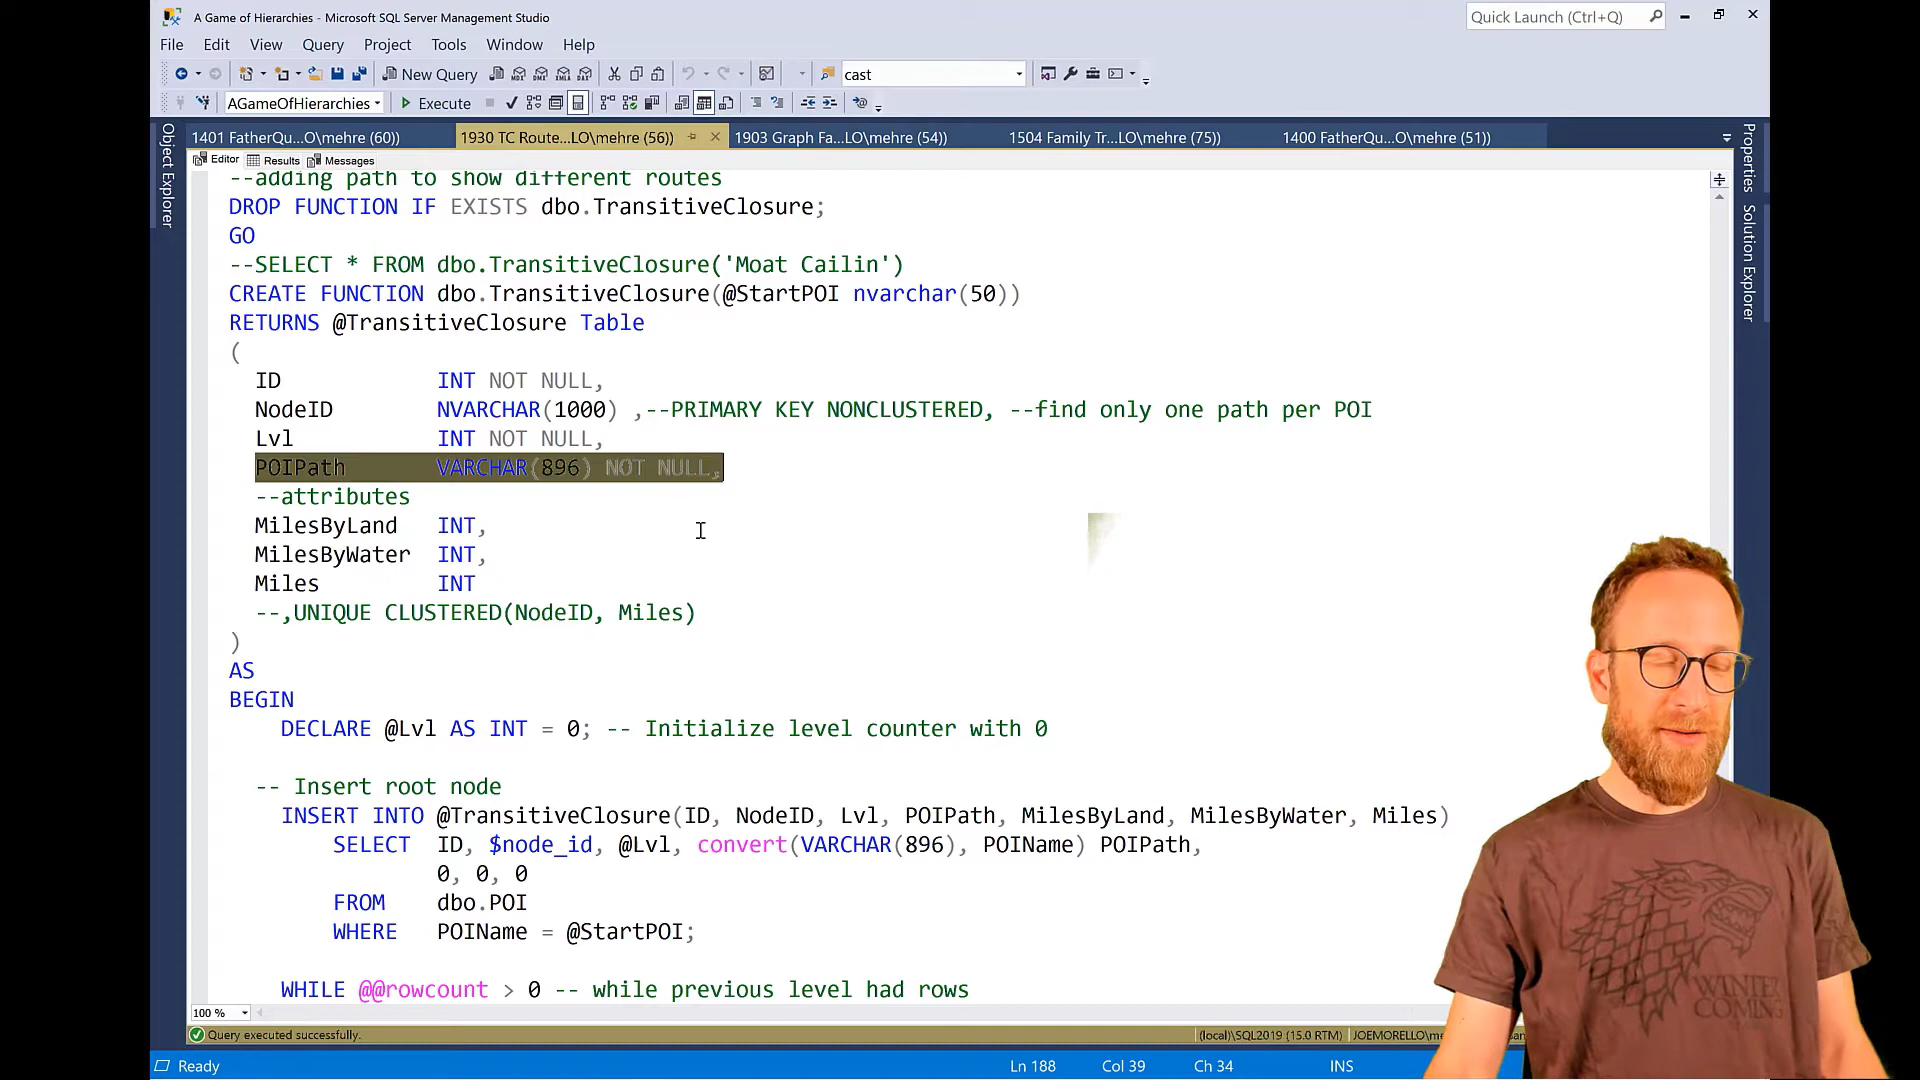 A Game of Hierarchies - Microsoft SQL Server Management Studio
Quick Launch (Ctrl+Q)
File Edit View Query Project Tools Window Help
New Query
cast
AGameOfHierarchies
Execute
1401 FatherQu...O\mehre (60))
1930 TC Route...LO\mehre (56))
1903 Graph Fa...LO\mehre (54))
1504 Family Tr...LO\mehre (75))
1400 FatherQu...O\mehre (51))
Object Explorer
Properties
Solution Explorer
Editor Results Messages
--adding path to show different routes
DROP FUNCTION IF EXISTS dbo.TransitiveClosure;
GO
--SELECT * FROM dbo.TransitiveClosure('Moat Cailin')
CREATE FUNCTION dbo.TransitiveClosure(@StartPOI nvarchar(50))
RETURNS @TransitiveClosure Table
(
ID INT NOT NULL,
NodeID NVARCHAR(1000) ,--PRIMARY KEY NONCLUSTERED, --find only one path per POI
Lvl INT NOT NULL,
POIPath VARCHAR(896) NOT NULL,
--attributes
MilesByLand INT,
MilesByWater INT,
Miles INT
--,UNIQUE CLUSTERED(NodeID, Miles)
)
AS
BEGIN
DECLARE @Lvl AS INT = 0; -- Initialize level counter with 0
-- Insert root node
INSERT INTO @TransitiveClosure(ID, NodeID, Lvl, POIPath, MilesByLand, MilesByWater, Miles)
SELECT ID, $node_id, @Lvl, convert(VARCHAR(896), POIName) POIPath,
0, 0, 0
FROM dbo.POI
WHERE POIName = @StartPOI;
WHILE @@rowcount > 0 -- while previous level had rows
WINTER
COMING
100 %
Query executed successfully.
(local)\SQL2019 (15.0 RTM)
Ready
Ln 188
Col 39
Ch 34
INS